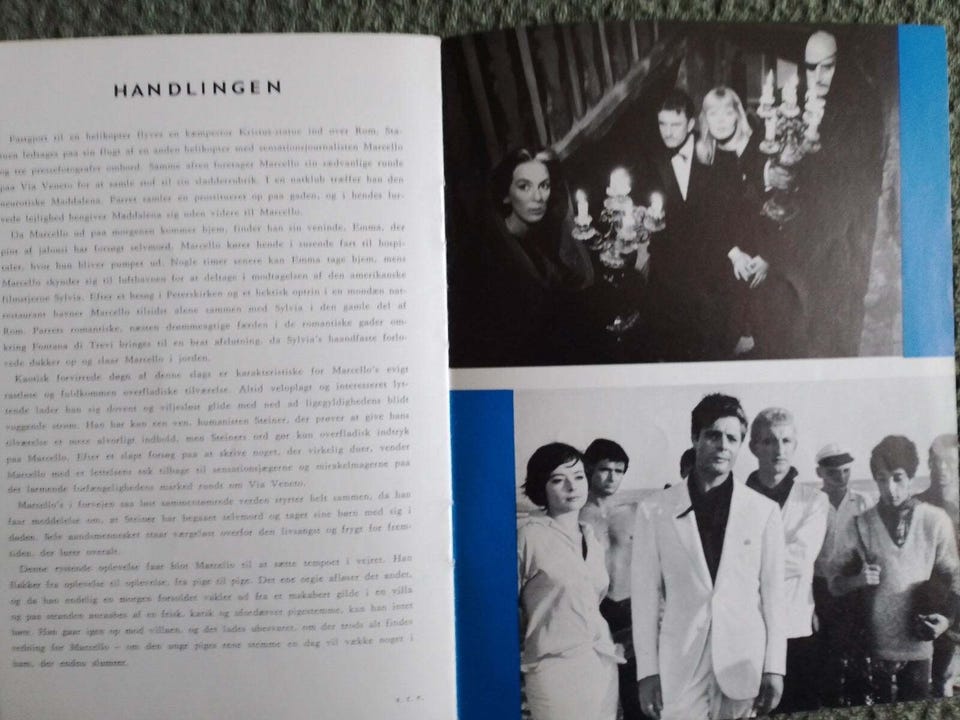 HANDLINGEN
Fastgjort til en helikopter flyves en kæmpestor Kristus-statue ind over Rom. Sta-
tuen ledsages paa sin flugt af en anden helikopter med sensationsjournalisten Marcello
og tre pressefotografer ombord. Samme aften foretager Marcello sin sædvanlige runde
paa Via Veneto for at samle stof til sin sladderrubrik. I en natklub træffer han den
neurotiske Maddalena. Parret samler en prostitueret op paa gaden, og i hendes lur-
vede lejlighed hengiver Maddalena sig uden videre til Marcello.
Da Marcello ud paa morgenen kommer hjem, finder han sin veninde, Emma, der
pint af jalousi har forsøgt selvmord. Marcello kører hende i susende fart til hospi-
talet, hvor hun bliver pumpet ud. Nogle timer senere kan Emma tage hjem, mens
Marcello skynder sig til lufthavnen for at deltage i modtagelsen af den amerikanske
filmstjerne Sylvia. Efter et besøg i Peterskirken og et hektisk optrin i en mondæn nat-
restaurant havner Marcello tilsidst alene sammen med Sylvia i den gamle del af
Rom. Parrets romantiske, næsten drømmeagtige færden i de romantiske gader om-
kring Fontana di Trevi bringes til en brat afslutning, da Sylvia's haandfaste forlo-
vede dukker op og slaar Marcello i jorden.
Kaotisk forvirrede døgn af denne slags er karakteristiske for Marcello's evigt
rastløse og fuldkommen overfladiske tilværelse. Altid veloplagt og interesseret lyt-
tende lader han sig dovent og viljesløst glide med ned ad ligegyldighedens blidt
vuggende strøm. Han har kun een ven, humanisten Steiner, der prøver at give hans
tilværelse et mere alvorligt indhold, men Steiners ord gør kun overfladisk indtryk
paa Marcello. Efter et sløjt forsøg paa at skrive noget, der virkelig duer, vender
Marcello med et lettelsens suk tilbage til sensationsjægerne og mirakelmagerne paa
det larmende forfængelighedens marked rundt om Via Veneto.
Marcello's i forvejen saa løst sammentømrede verden styrter helt sammen, da han
faar meddelelse om, at Steiner har begaaet selvmord og taget sine børn med sig i
døden. Selv aandsmennesket staar værgeløst overfor den livsangst og frygt for frem-
tiden, der lurer overalt.
Denne rystende oplevelse faar blot Marcello til at sætte tempoet i vejret. Han
flakker fra oplevelse til oplevelse, fra pige til pige. Det ene orgie afløser det andet,
og da han endelig en morgen forsoldet vakler ud fra et makabert gilde i en villa
og paa stranden anraabes af en frisk, kærlig og ufordærvet pigestemme, kan han intet
høre. Han gaar igen op mod villaen, og det lades ubesvaret, om der trods alt findes
redning for Marcello – om den unge piges rene stemme en dag vil vække noget i
ham, der endnu slumrer.